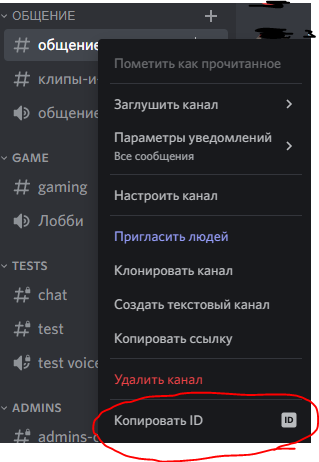 ОБЩЕНИЕ
общение
Пометить как прочитанное
клипы-и
Заглушить канал
общение
Параметры уведомлений
Все сообщения
GAME
gaming
Настроить канал
Лобби
Пригласить людей
TESTS
Клонировать канал
chat
Создать текстовый канал
test
Копировать ссылку
test voice
Удалить канал
ADMINS
Копировать ID
ID
admins-c